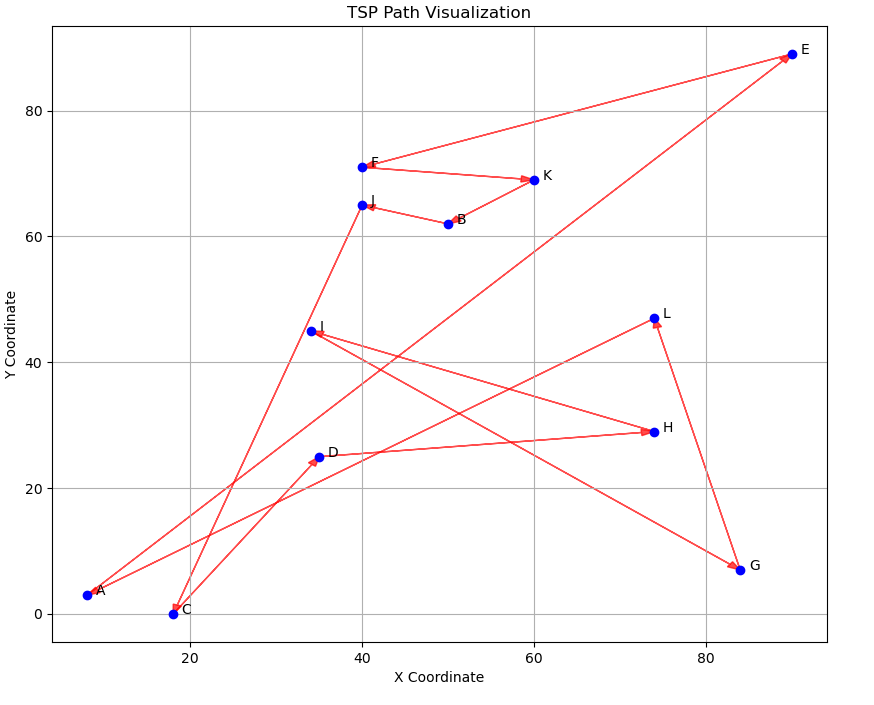 TSP Path Visualization
E
80
F
K
J
B
60
Y Coordinate
L
I
40
H
D
20
G
A
C
0
20 40 60 80
X Coordinate